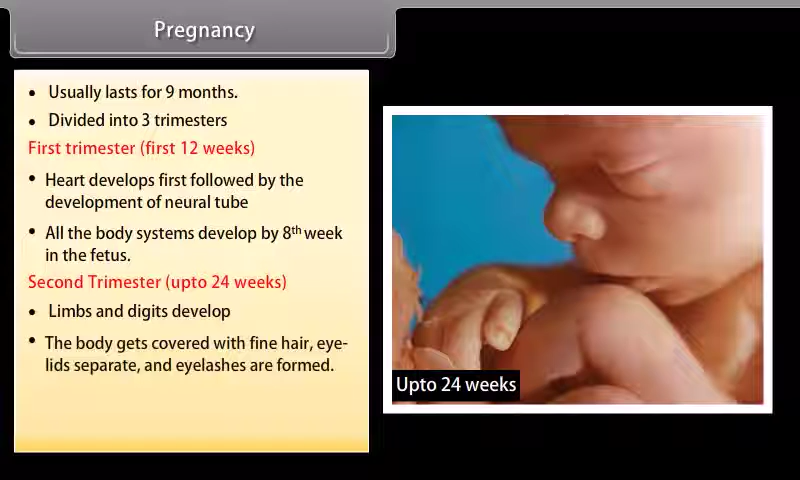 Pregnancy
• Usually lasts for 9 months.
• Divided into 3 trimesters
First trimester (first 12 weeks)
• Heart develops first followed by the
development of neural tube
• All the body systems develop by 8th week
in the fetus.
Second Trimester (upto 24 weeks)
• Limbs and digits develop
• The body gets covered with fine hair, eye-
lids separate, and eyelashes are formed.
Upto 24 weeks